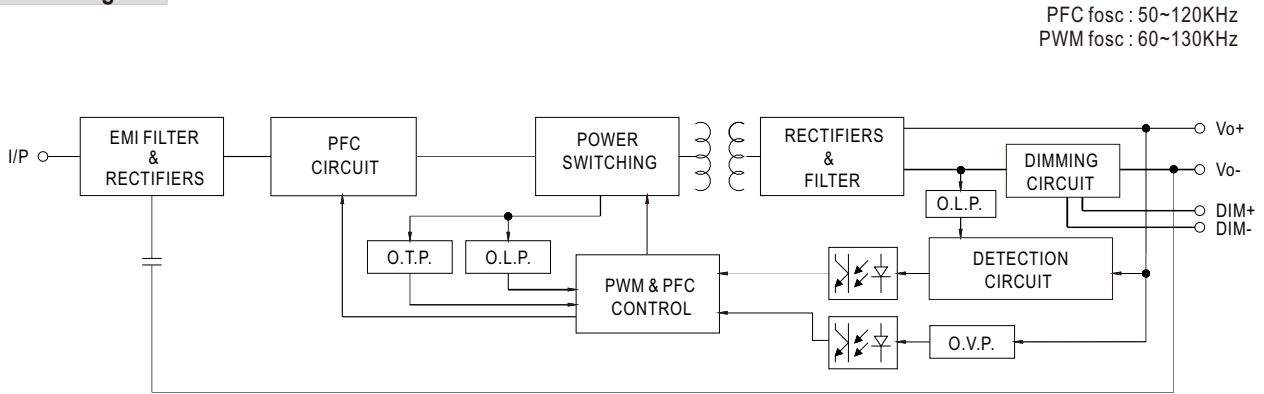 PFC fosc : 50~120KHz
PWM fosc : 60~130KHz
I/P
EMI FILTER
&
RECTIFIERS
PFC
CIRCUIT
POWER
SWITCHING
RECTIFIERS
&
FILTER
DIMMING
CIRCUIT
Vo+
Vo-
DIM+
DIM-
O.L.P.
O.T.P.
O.L.P.
PWM & PFC
CONTROL
DETECTION
CIRCUIT
O.V.P.